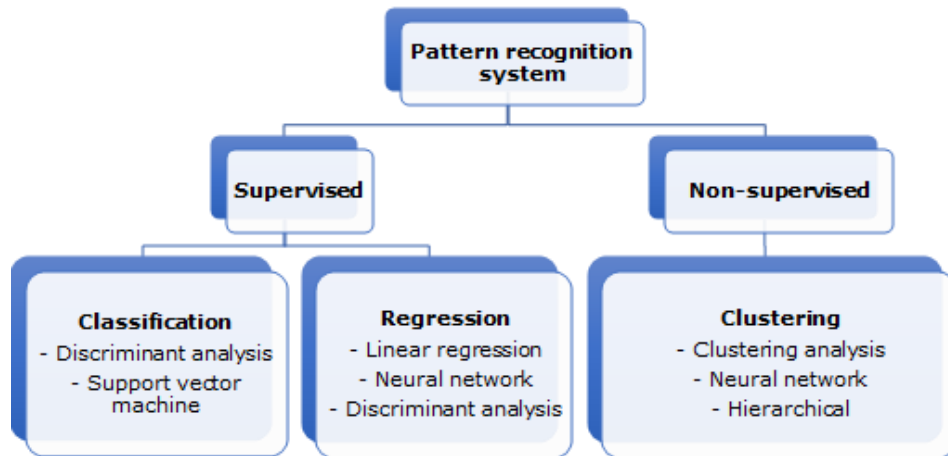 Pattern recognition
system
Supervised
Non-supervised
Classification
- Discriminant analysis
- Support vector
machine
Regression
- Linear regression
- Neural network
- Discriminant analysis
Clustering
- Clustering analysis
- Neural network
- Hierarchical